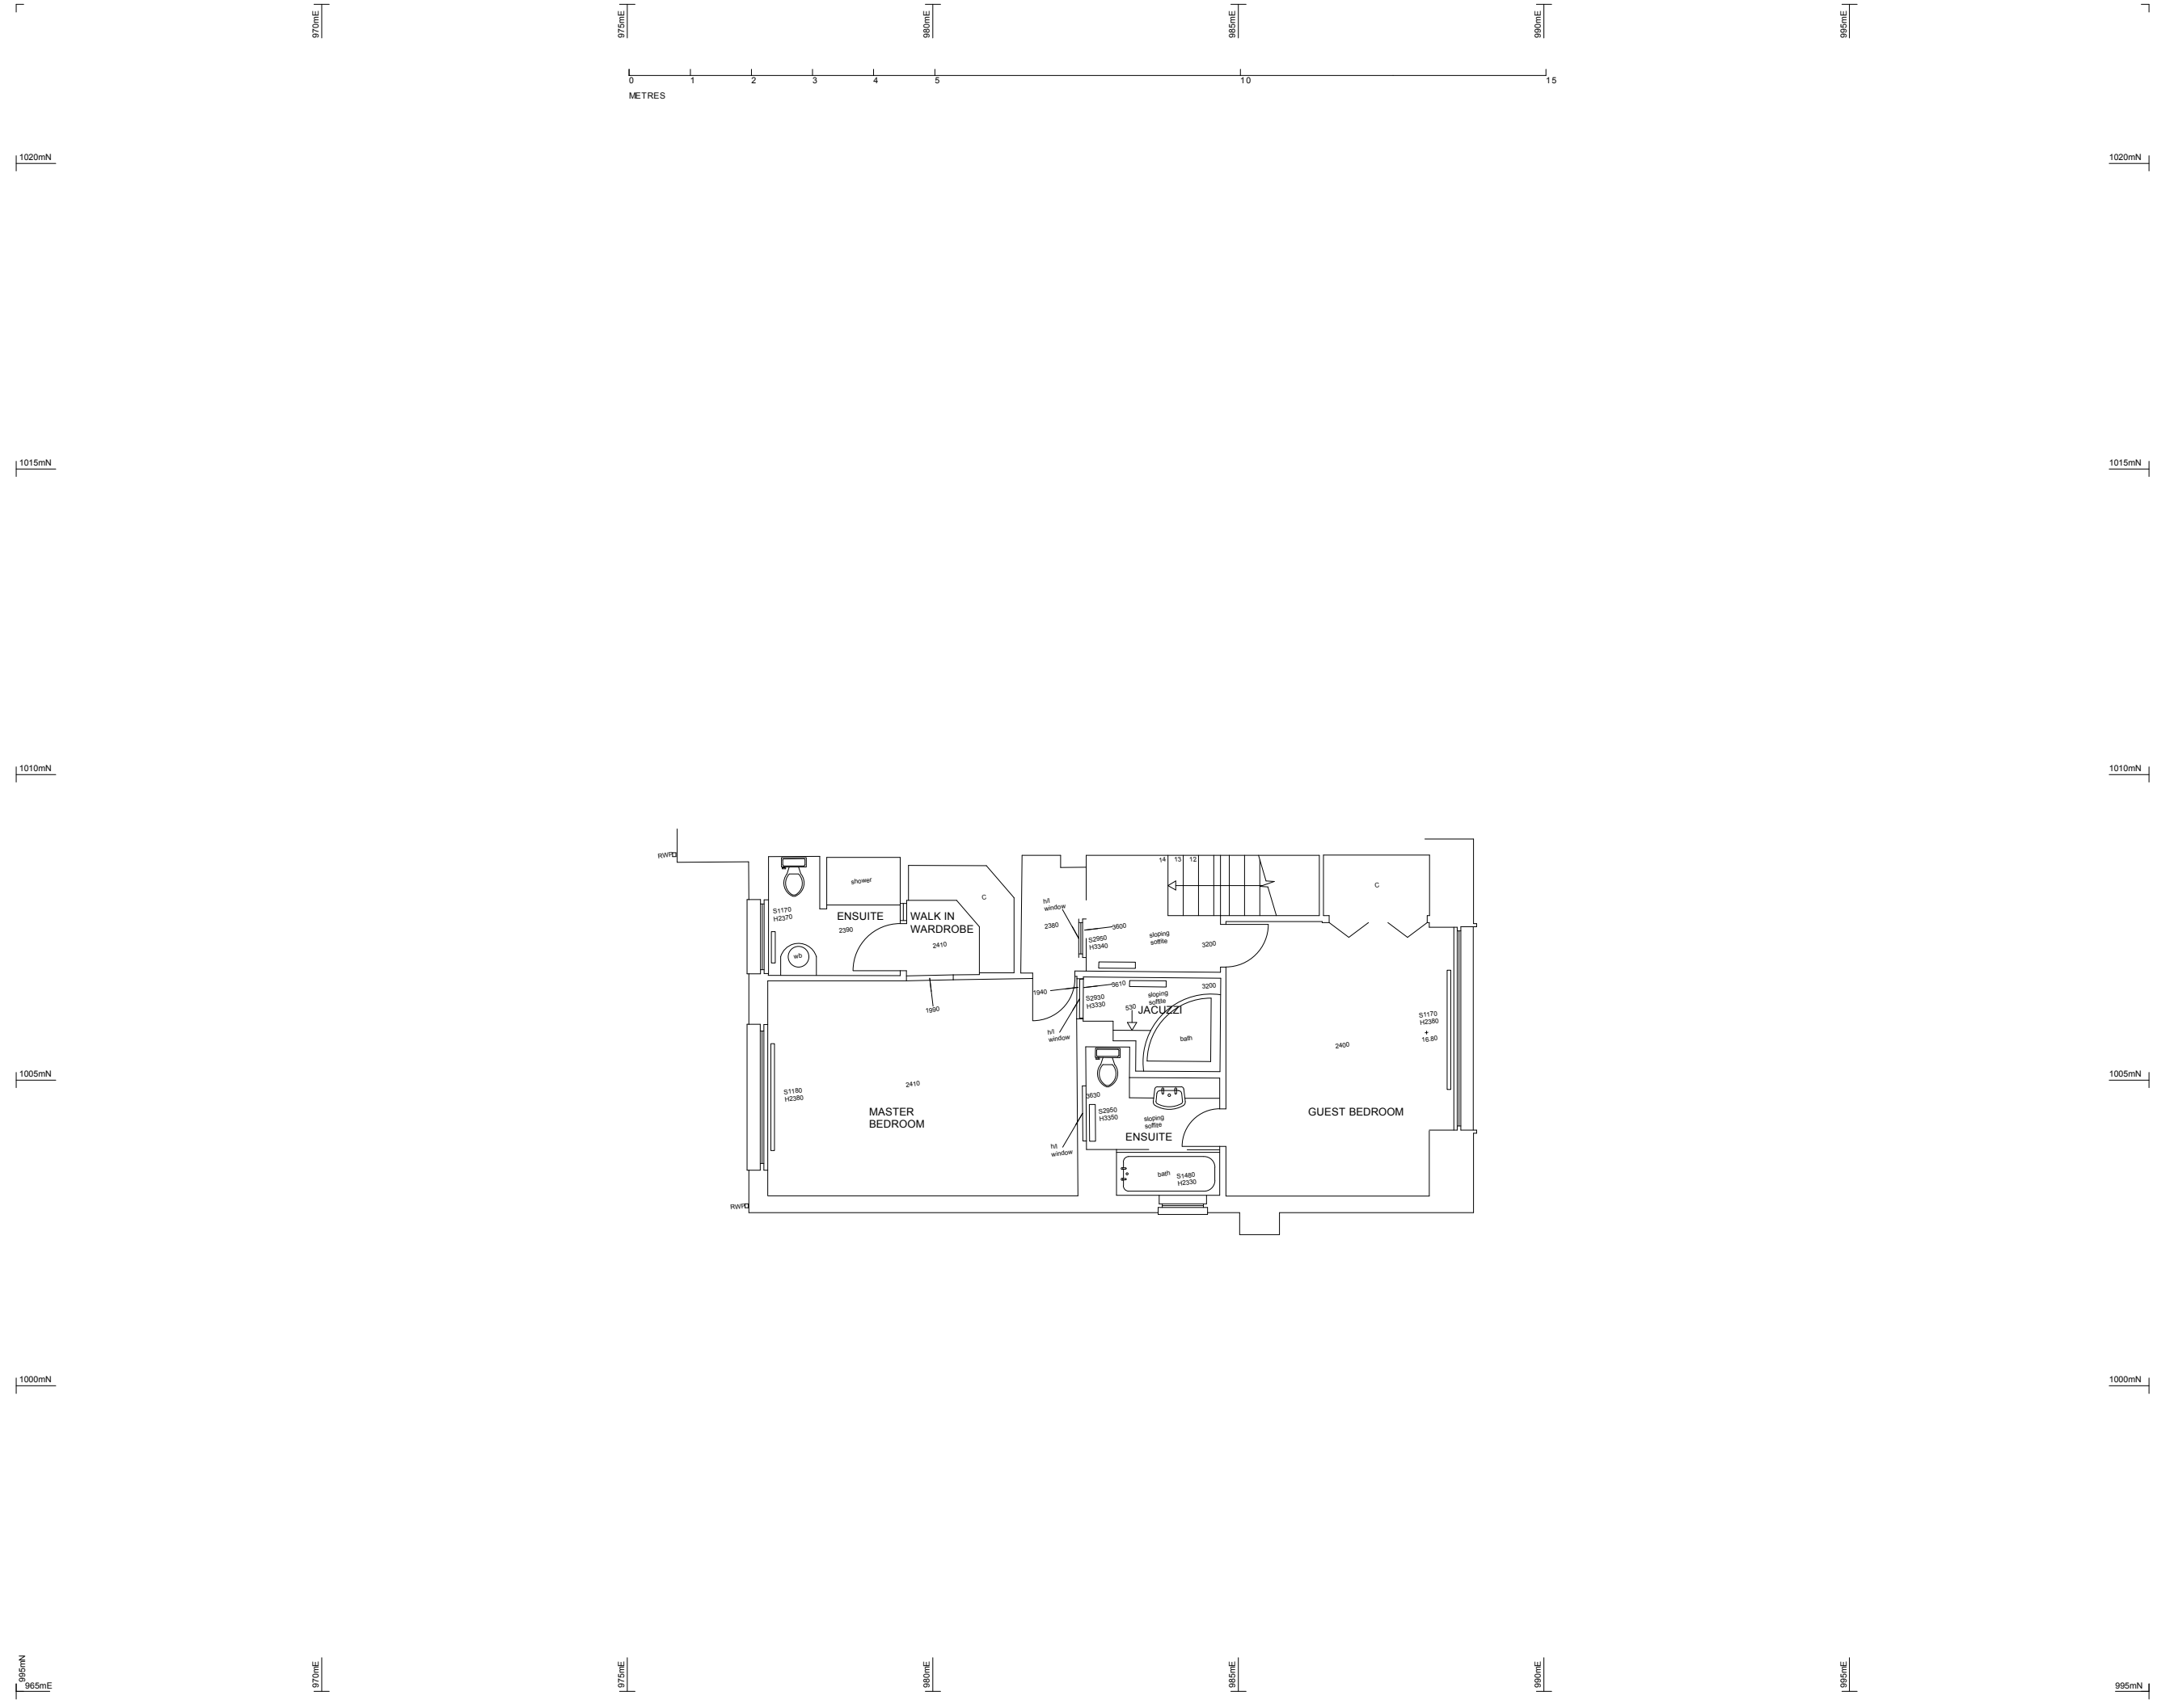 970mE
975mE
980mE
985mE
990mE
995mE
0 1 2 3 4 5 10 15
METRES
1020mN
1020mN
1015mN
1015mN
1010mN
1010mN
RWP
14 13 12
shower
C
C
h/l
window
S1170
H2370
ENSUITE
2390
WALK IN
WARDROBE
2410
2380
3600
S2950
H3340
sloping
soffite
3200
wb
1940
3610
S2930
H3330
sloping
soffite
3200
530
JACUZZI
1990
h/l
window
bath
S1170
H2380
+
16.80
2400
1005mN
1005mN
S1180
H2380
2410
MASTER
BEDROOM
3630
S2950
H3350
sloping
soffite
ENSUITE
GUEST BEDROOM
h/l
window
bath
S1480
H2330
RWP
1000mN
1000mN
995mN
965mE
970mE
975mE
980mE
985mE
990mE
995mE
995mN